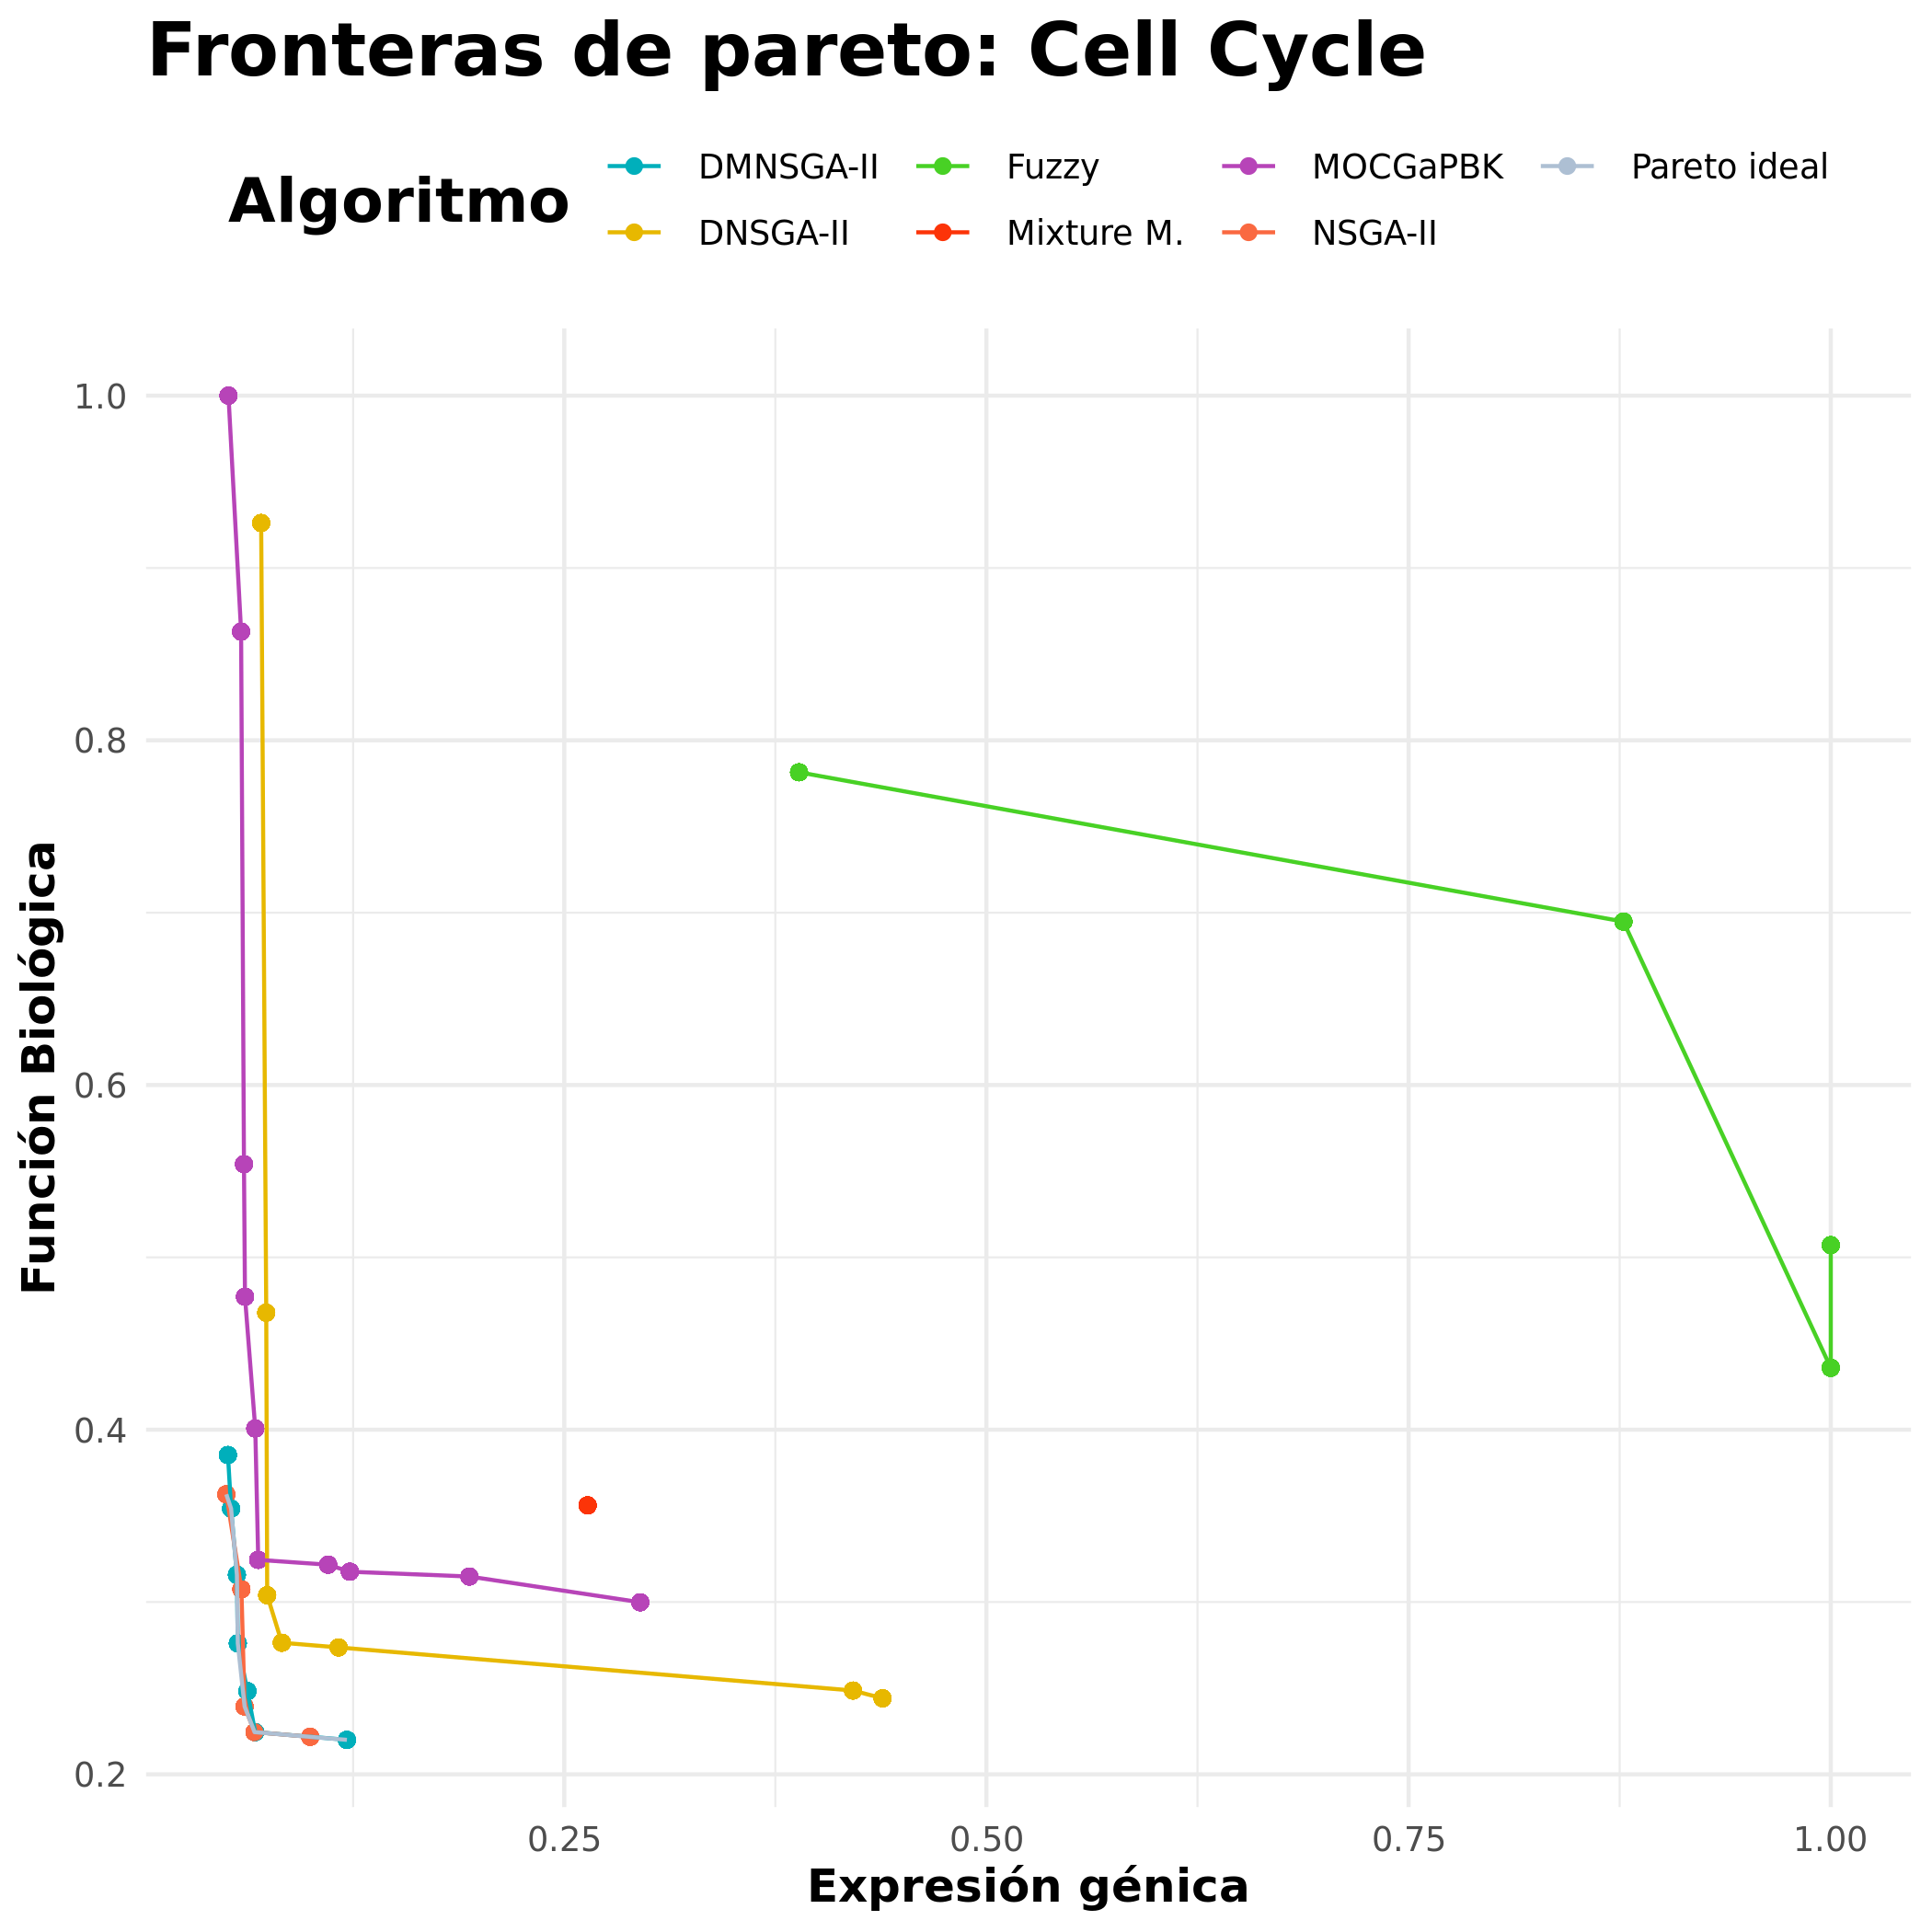 Fronteras de pareto: Cell Cycle
Algoritmo
DMNSGA-II
Fuzzy
MOCGaPBK
Pareto ideal
DNSGA-II
Mixture M.
NSGA-II
Función Biológica
1.0
0.8
0.6
0.4
0.2
0.25
0.50
0.75
1.00
Expresión génica